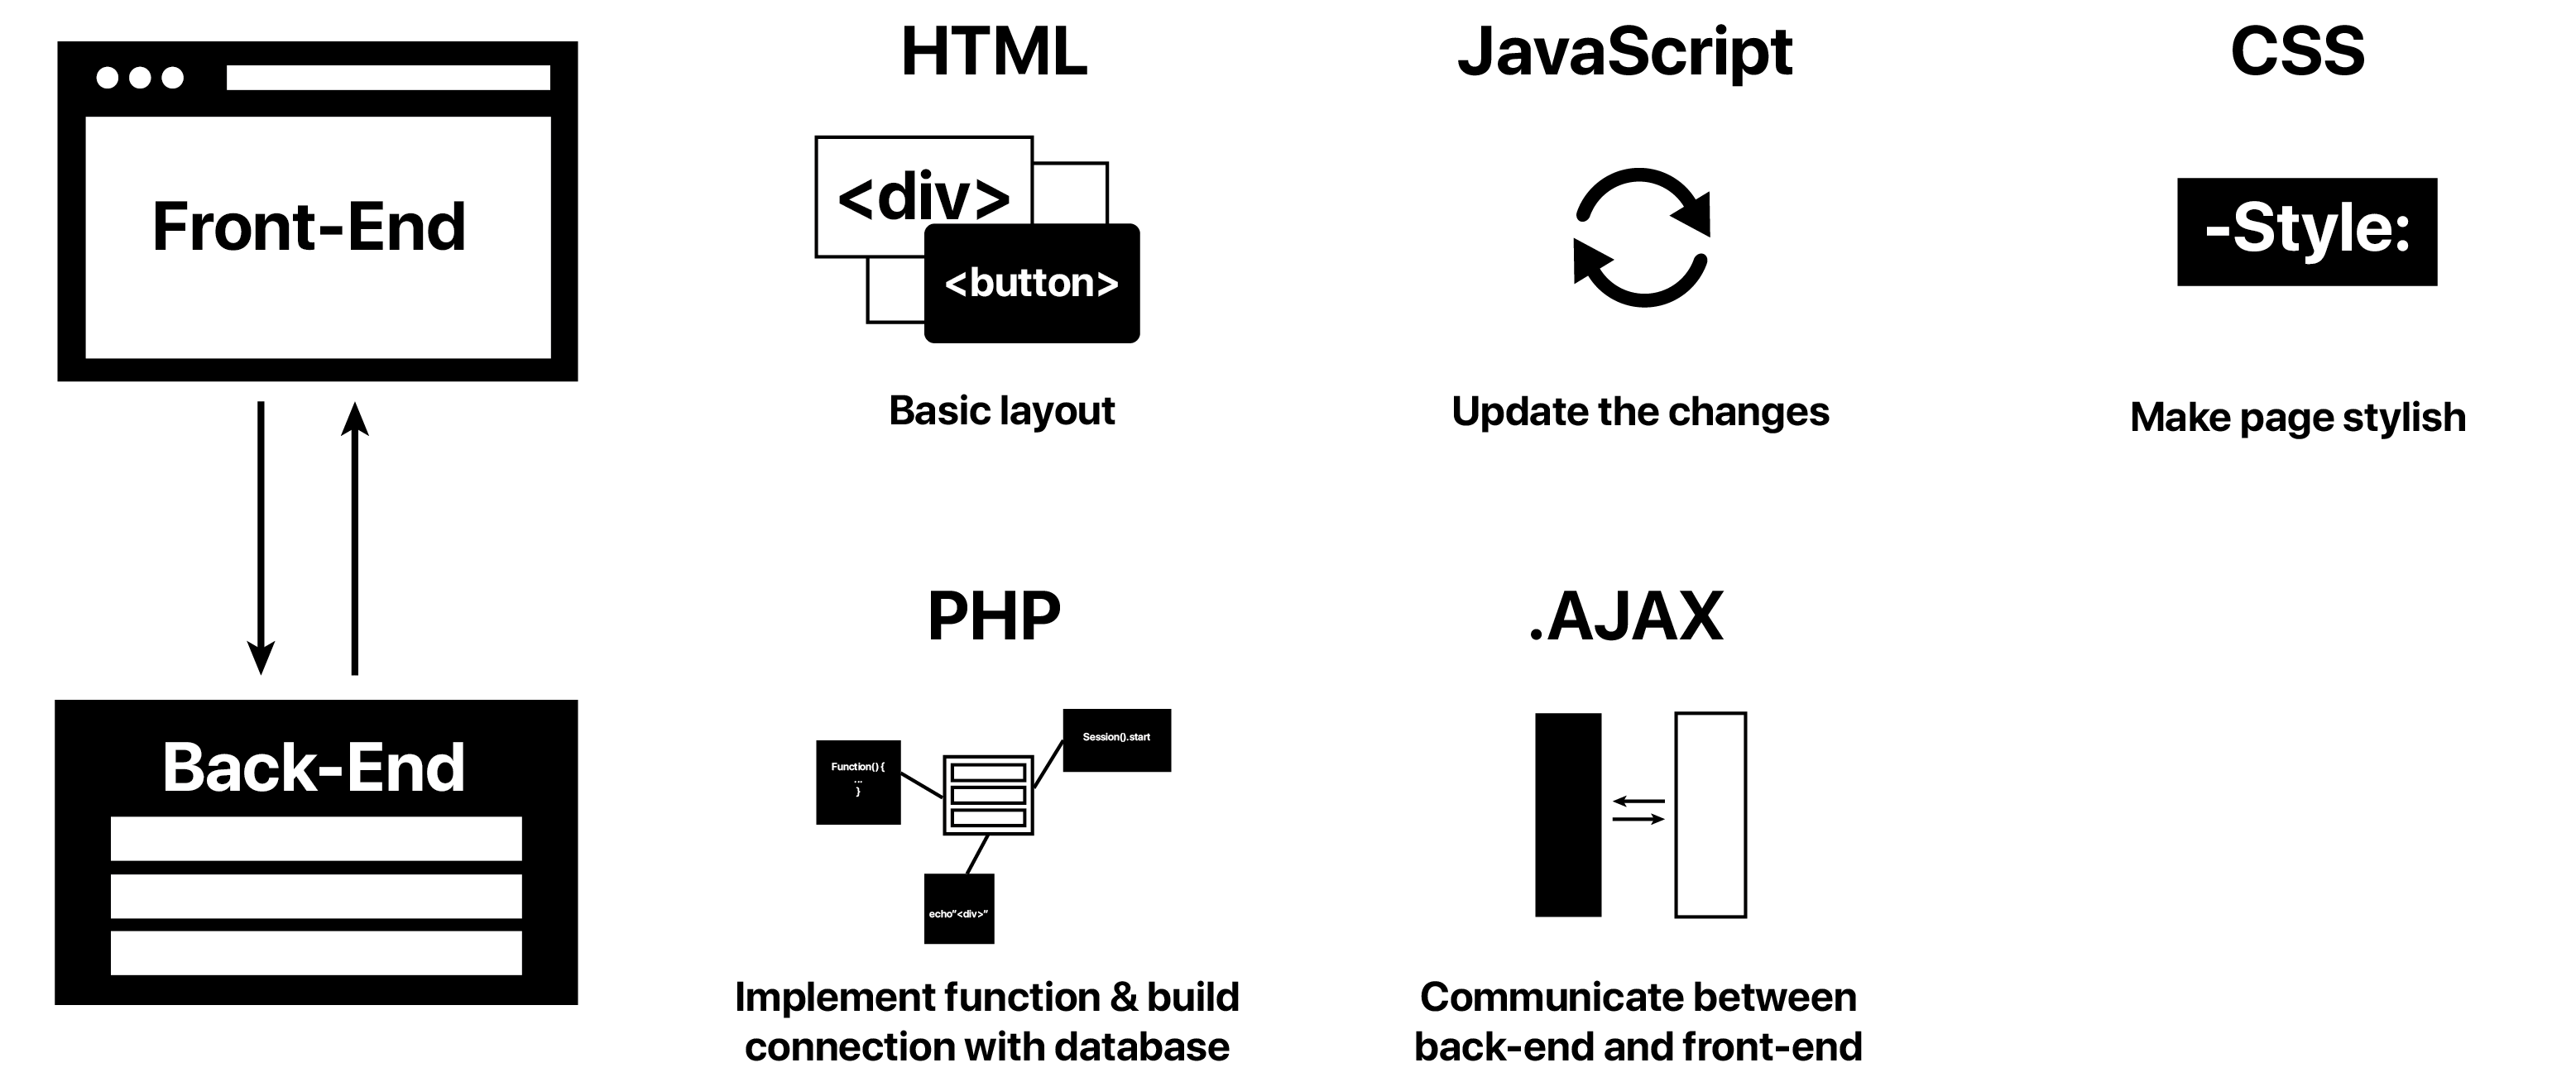 Front-End
HTML
<div>
<button>
Basic layout
JavaScript
Update the changes
CSS
-Style:
Make page stylish
Back-End
PHP
Function() {
...
}
Session().start
echo"<div>"
Implement function & build
connection with database
.AJAX
Communicate between
back-end and front-end